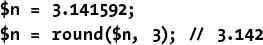 $n = 3.141592;
$n = round($n, 3); // 3.142